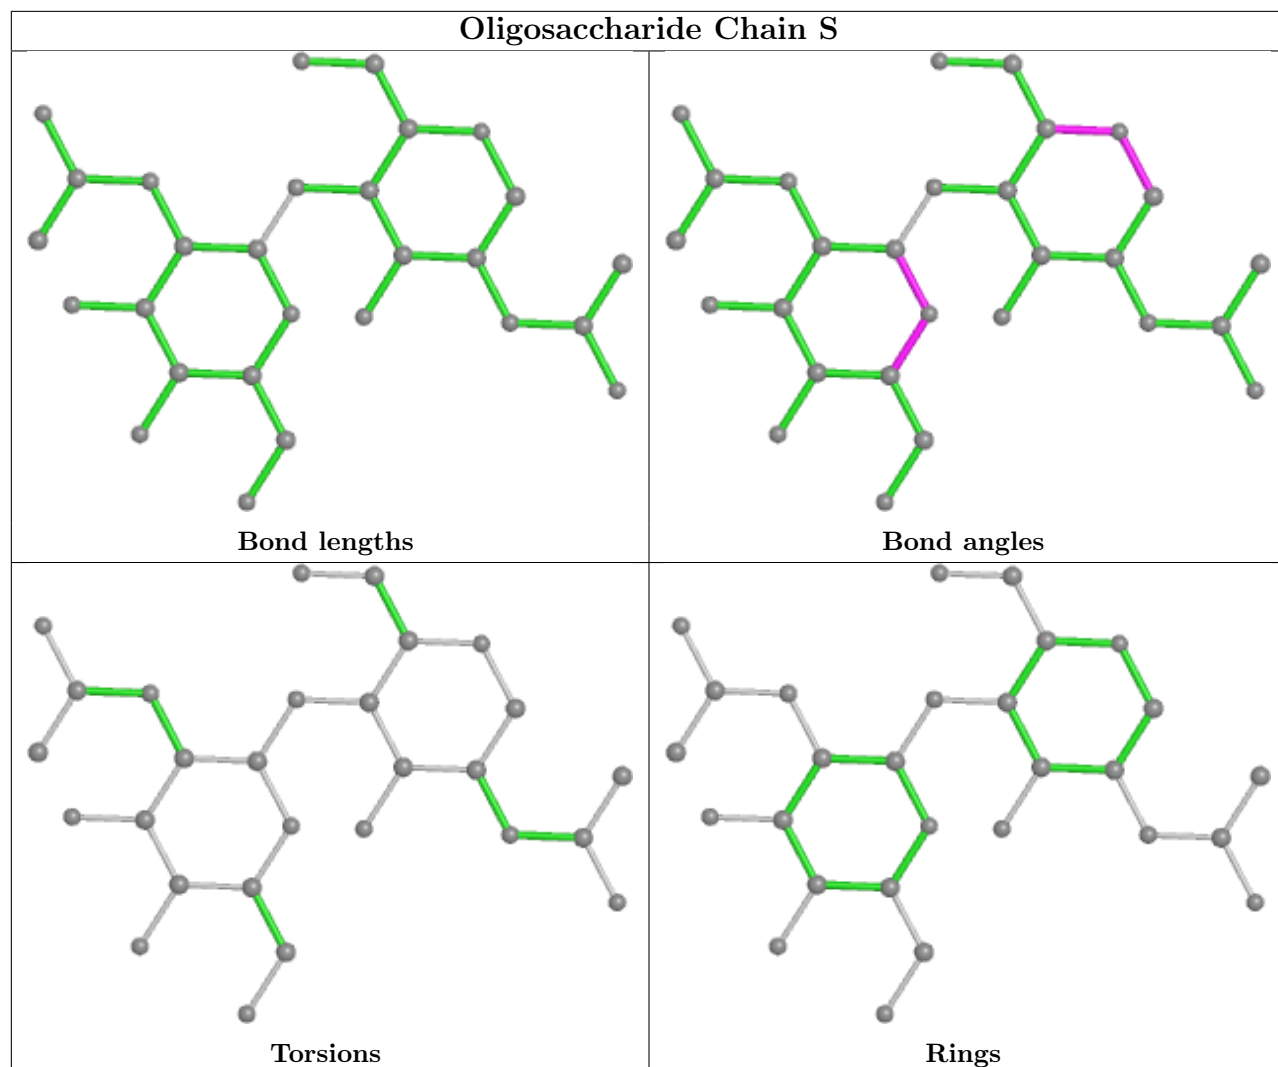 Oligosaccharide Chain S
Bond lengths
Bond angles
Torsions
Rings